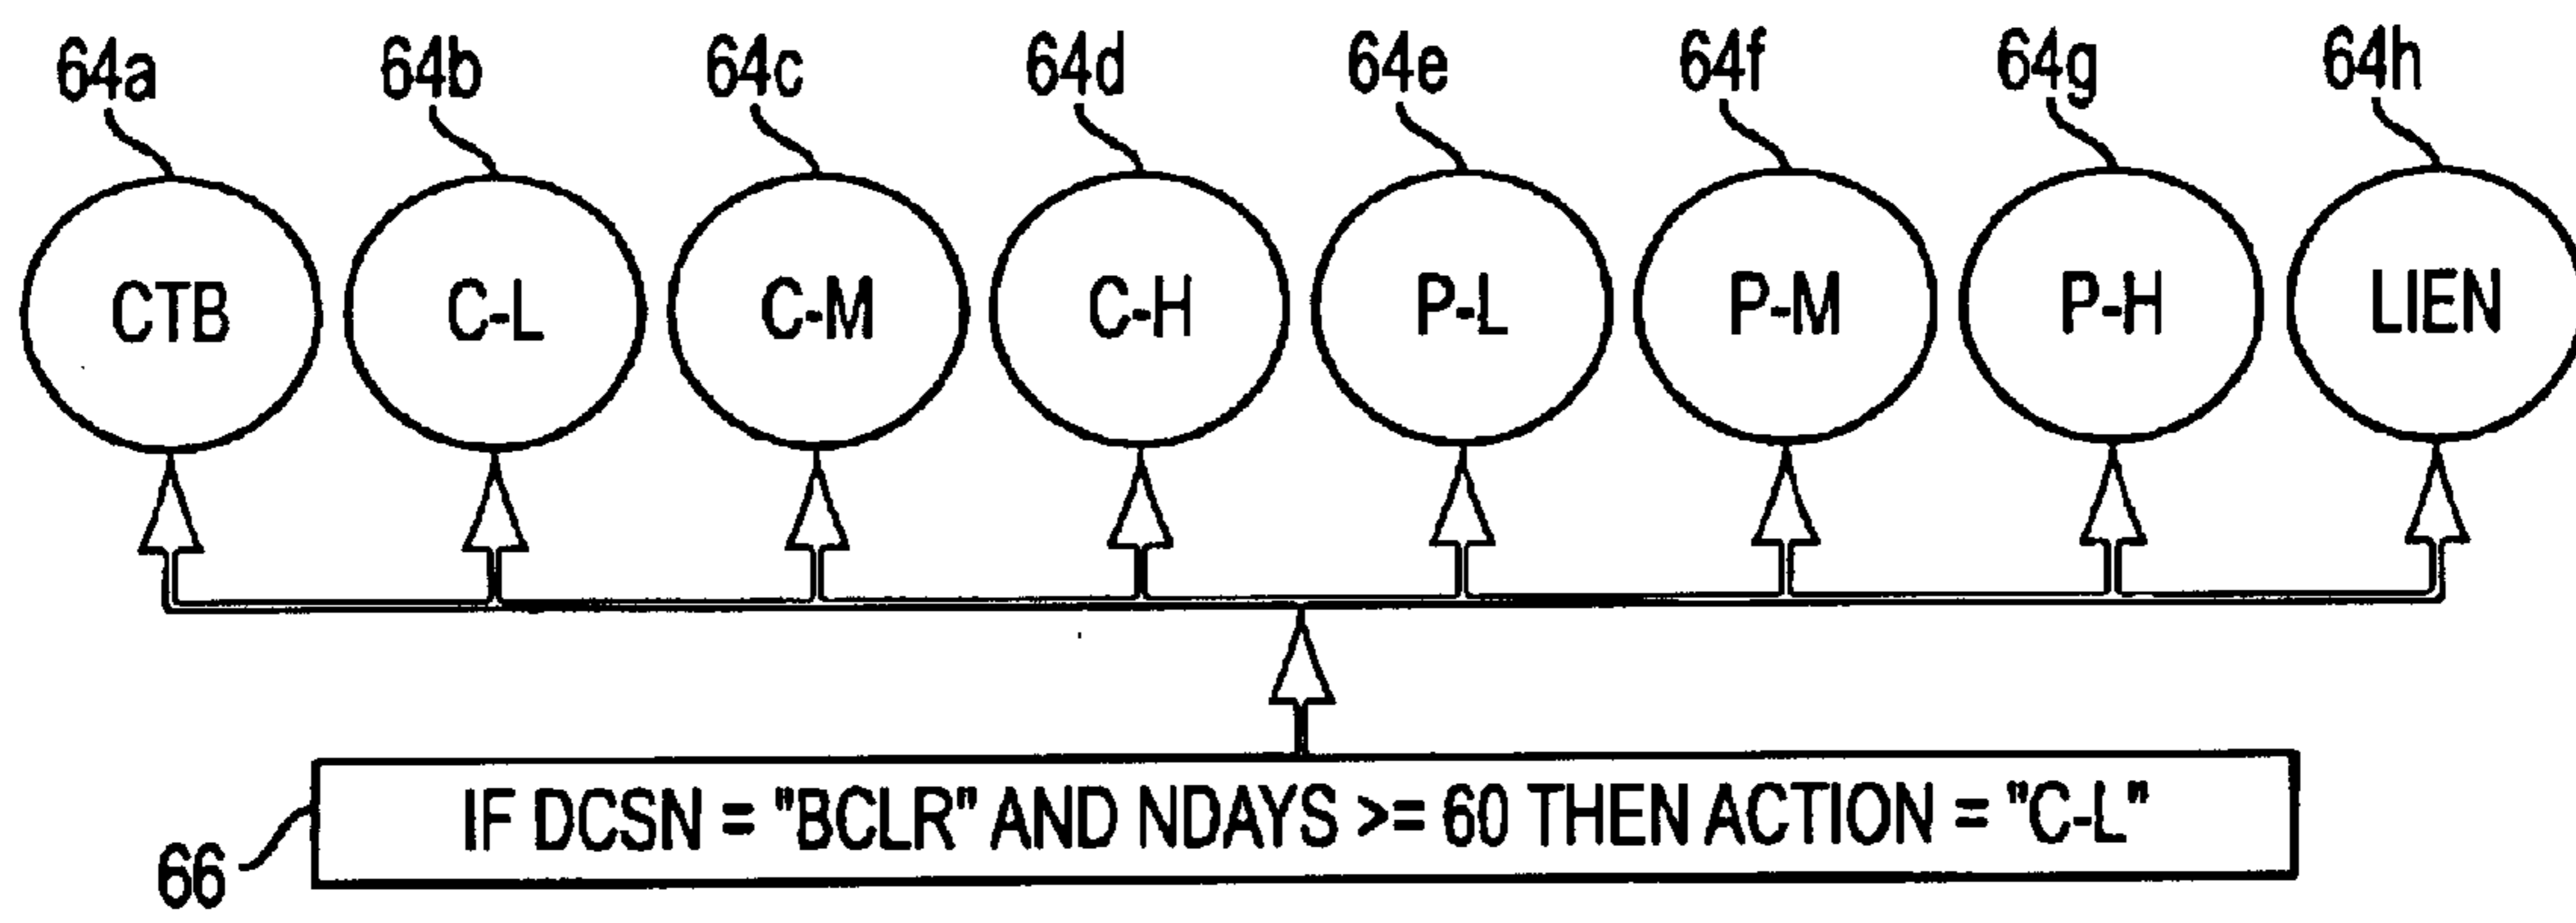 64a 64b 64c 64d 64e 64f 64g 64h
CTB C-L C-M C-H P-L P-M P-H LIEN
IF DCSN = "BCLR" AND NDAYS >= 60 THEN ACTION = "C-L"
66